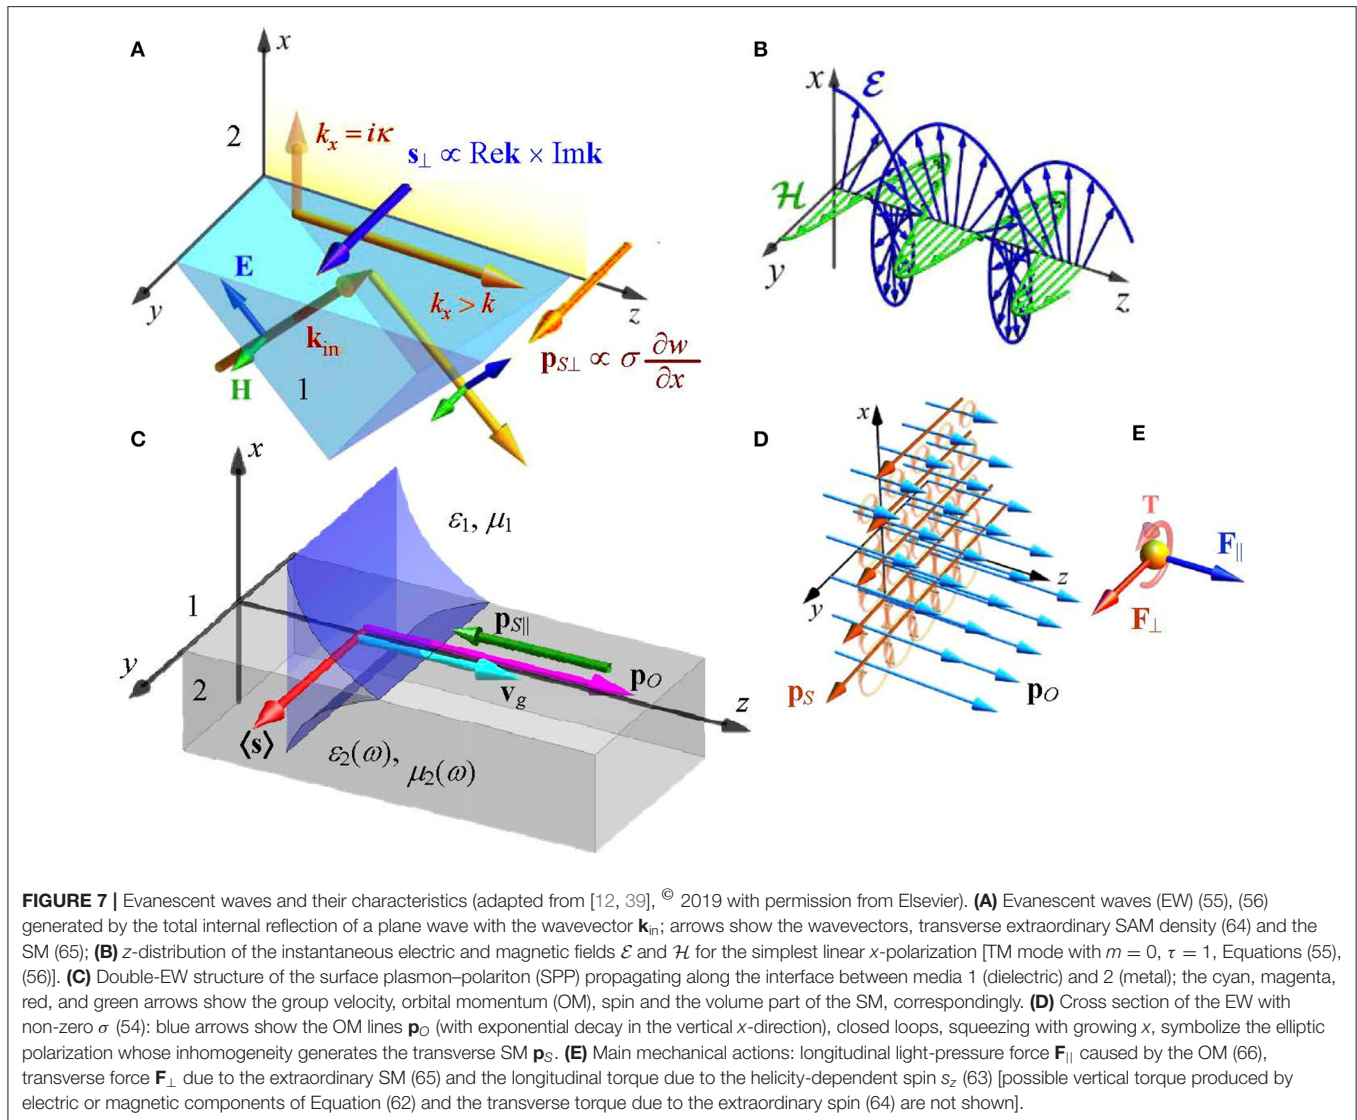 A
x
2
kₓ = iκ
s⊥ ∝ Rek × Imk
E
y
kₓ > k
z
k_in
H
1
p_S⊥ ∝ σ ∂w/∂x
B
x
ℰ
ℋ
y
z
C
x
ε₁, μ₁
1
p_S∥
y
2
p_O
v_g
z
⟨s⟩
ε₂(ω), μ₂(ω)
D
x
z
y
p_S
p_O
E
T
F∥
F⊥
FIGURE 7 | Evanescent waves and their characteristics (adapted from [12, 39], © 2019 with permission from Elsevier). (A) Evanescent waves (EW) (55), (56)
generated by the total internal reflection of a plane wave with the wavevector k_in; arrows show the wavevectors, transverse extraordinary SAM density (64) and the
SM (65); (B) z-distribution of the instantaneous electric and magnetic fields ℰ and ℋ for the simplest linear x-polarization [TM mode with m = 0, τ = 1, Equations (55),
(56)]. (C) Double-EW structure of the surface plasmon–polariton (SPP) propagating along the interface between media 1 (dielectric) and 2 (metal); the cyan, magenta,
red, and green arrows show the group velocity, orbital momentum (OM), spin and the volume part of the SM, correspondingly. (D) Cross section of the EW with
non-zero σ (54): blue arrows show the OM lines p_O (with exponential decay in the vertical x-direction), closed loops, squeezing with growing x, symbolize the elliptic
polarization whose inhomogeneity generates the transverse SM p_S. (E) Main mechanical actions: longitudinal light-pressure force F∥ caused by the OM (66),
transverse force F⊥ due to the extraordinary SM (65) and the longitudinal torque due to the helicity-dependent spin s_z (63) [possible vertical torque produced by
electric or magnetic components of Equation (62) and the transverse torque due to the extraordinary spin (64) are not shown].